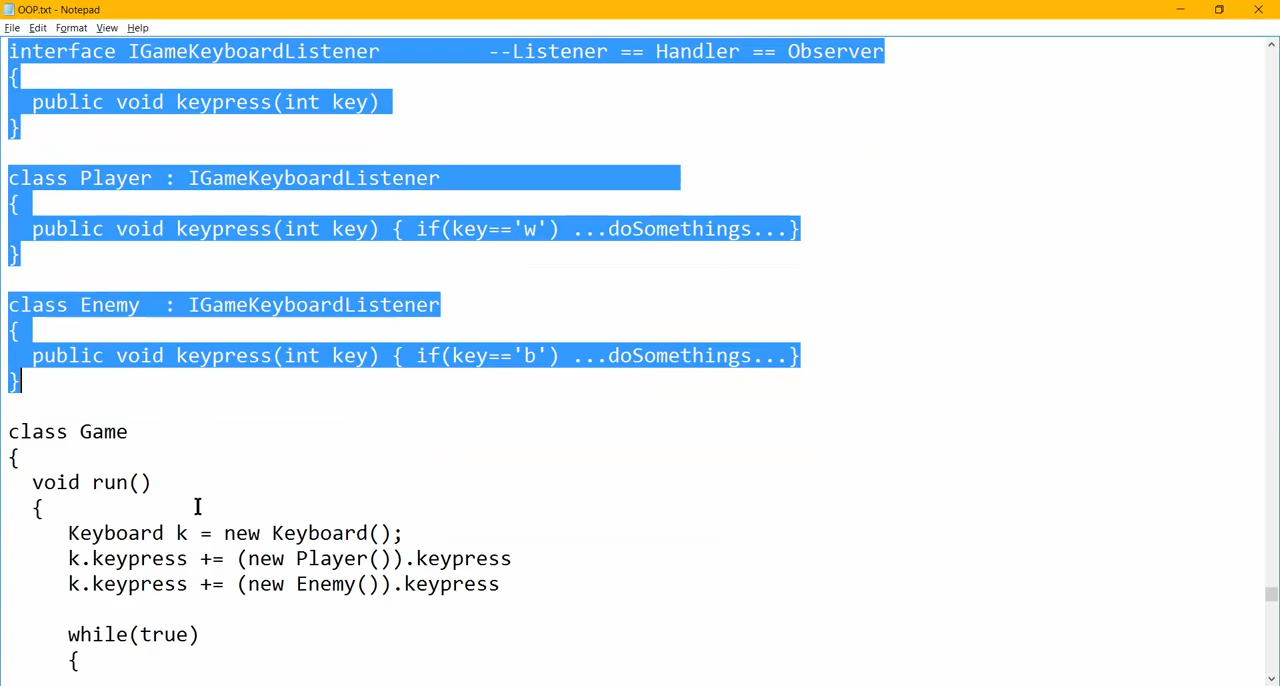 OOP.txt - Notepad
File Edit Format View Help
interface IGameKeyboardListener --Listener == Handler == Observer
{
public void keypress(int key)
}
class Player : IGameKeyboardListener
{
public void keypress(int key) { if(key=='w') ...doSomethings...}
}
class Enemy : IGameKeyboardListener
{
public void keypress(int key) { if(key=='b') ...doSomethings...}
}
class Game
{
void run()
{
Keyboard k = new Keyboard();
k.keypress += (new Player()).keypress
k.keypress += (new Enemy()).keypress
while(true)
{